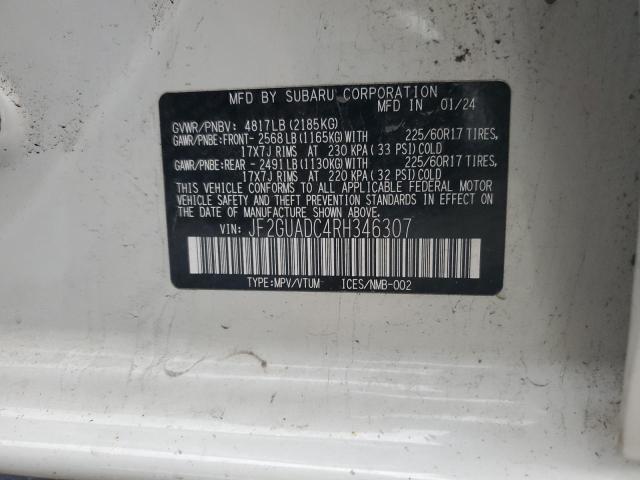 MFD BY SUBARU CORPORATION
MFD IN 01/24
GVWR/PNBV: 4817LB (2185KG)
GAWR/PNBE:FRONT- 2568LB (1165KG)WITH 225/60R17 TIRES,
17X7J RIMS AT 230 KPA (33 PSI)COLD
GAWR/PNBE:REAR - 2491LB (1130KG)WITH 225/60R17 TIRES,
17X7J RIMS AT 220 KPA (32 PSI)COLD
THIS VEHICLE CONFORMS TO ALL APPLICABLE FEDERAL MOTOR
VEHICLE SAFETY, BUMPER, AND THEFT PREVENTION STANDARDS
IN EFFECT ON THE DATE OF MANUFACTURE SHOWN ABOVE.
VIN: JF2GUADC4RH346307
TYPE:MPV/VTUM ICES/NMB-002